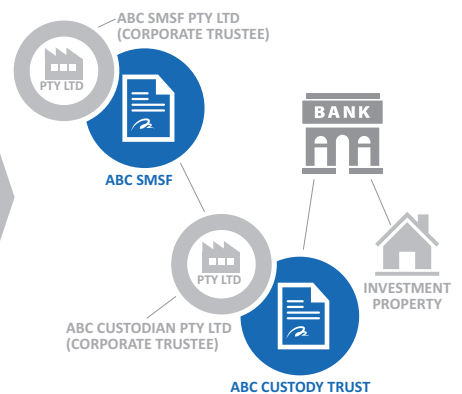 ABC SMSF PTY LTD
(CORPORATE TRUSTEE)
PTY LTD
ABC SMSF
BANK
PTY LTD
INVESTMENT
PROPERTY
ABC CUSTODIAN PTY LTD
(CORPORATE TRUSTEE)
ABC CUSTODY TRUST